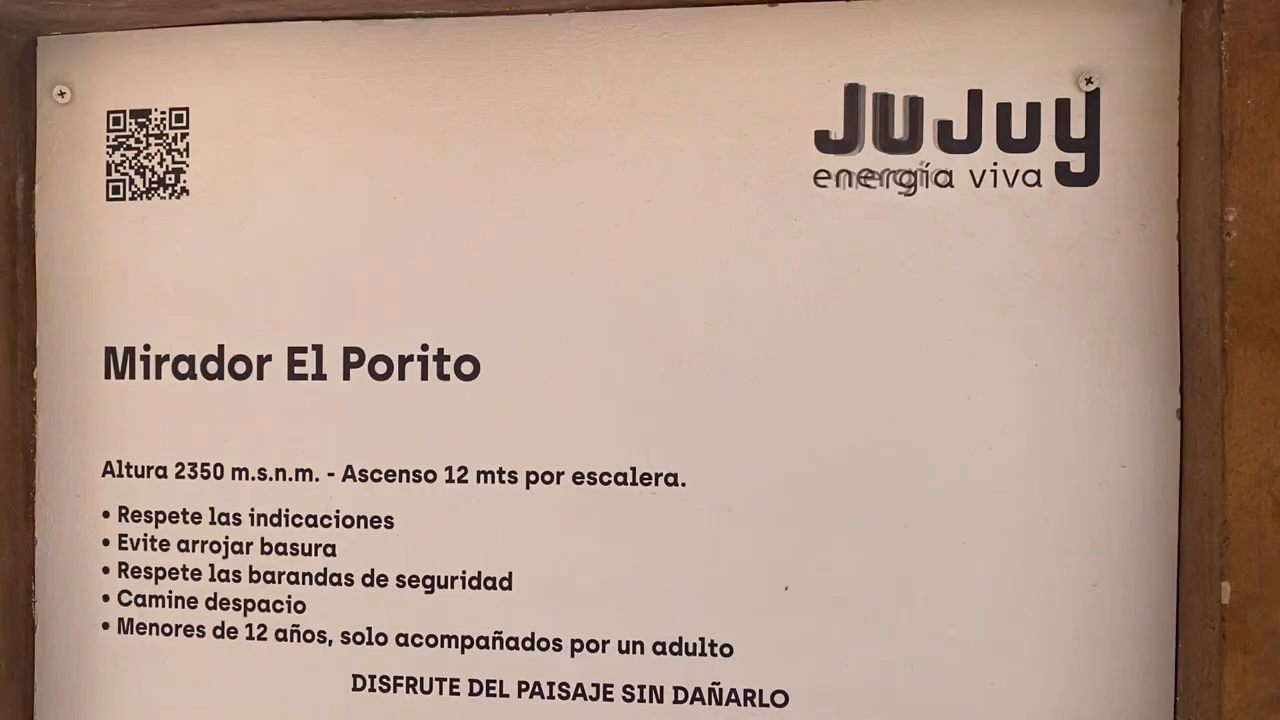 JuJuy
energía viva
Mirador El Porito
Altura 2350 m.s.n.m. - Ascenso 12 mts por escalera.
• Respete las indicaciones
• Evite arrojar basura
• Respete las barandas de seguridad
• Camine despacio
• Menores de 12 años, solo acompañados por un adulto
DISFRUTE DEL PAISAJE SIN DAÑARLO